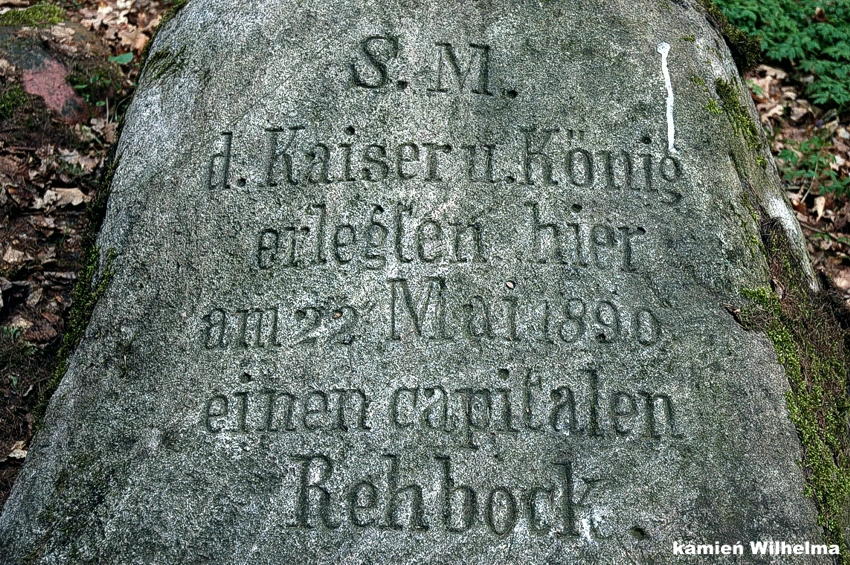 S. M.
d. Kaiser u. König
erlegten hier
am 22. Mai 1890.
einen capitalen
Rehbock.
kamień Wilhelma